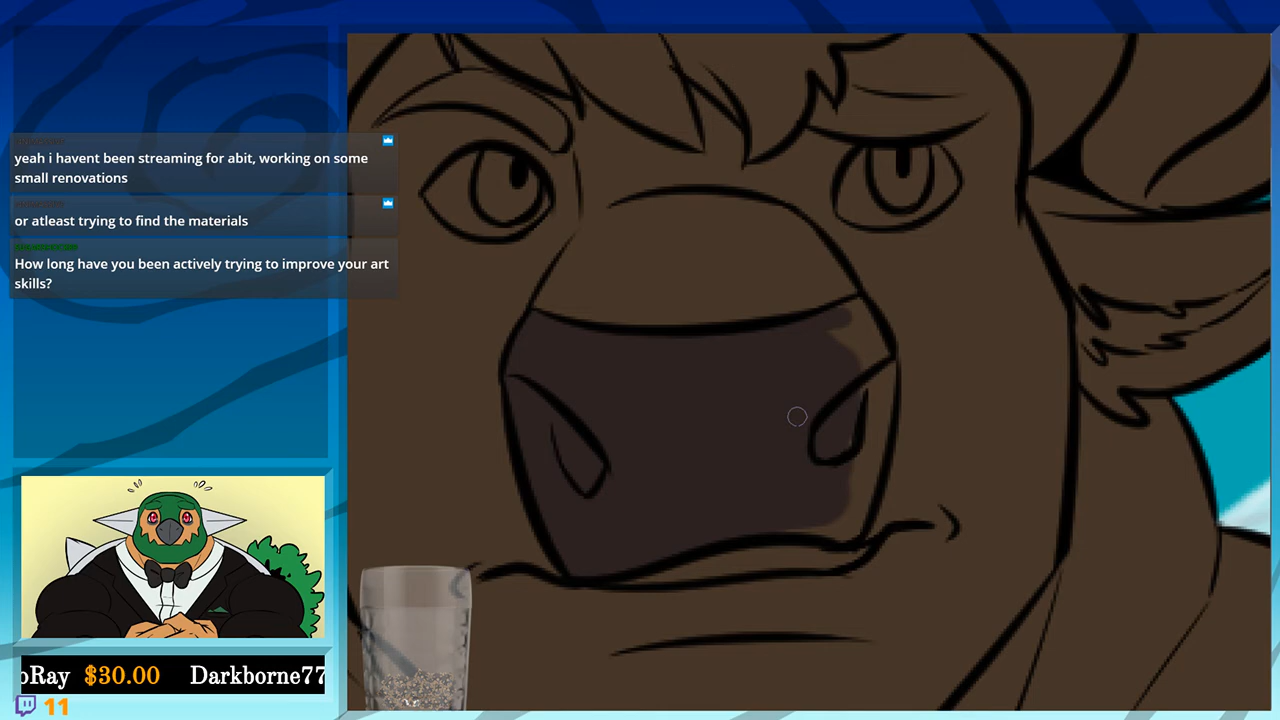 yeah i havent been streaming for abit, working on some
small renovations
or atleast trying to find the materials
How long have you been actively trying to improve your art
skills?
oRay $30.00 Darkborne77
11